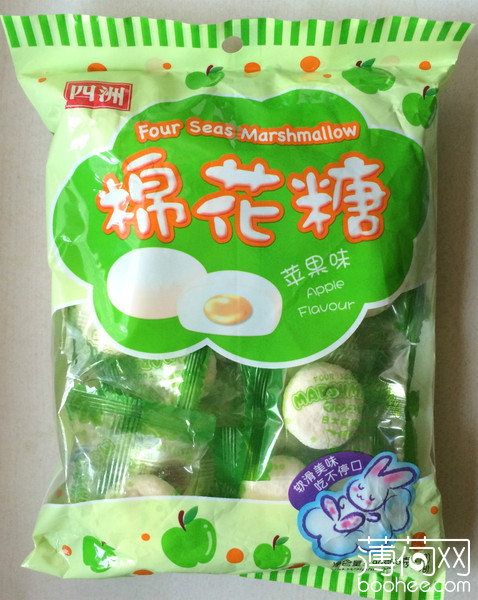 四洲
Four Seas Marshmallow
棉花糖
苹果味
Apple
Flavour
软滑美味
吃不停口
薄荷网
boohee.com